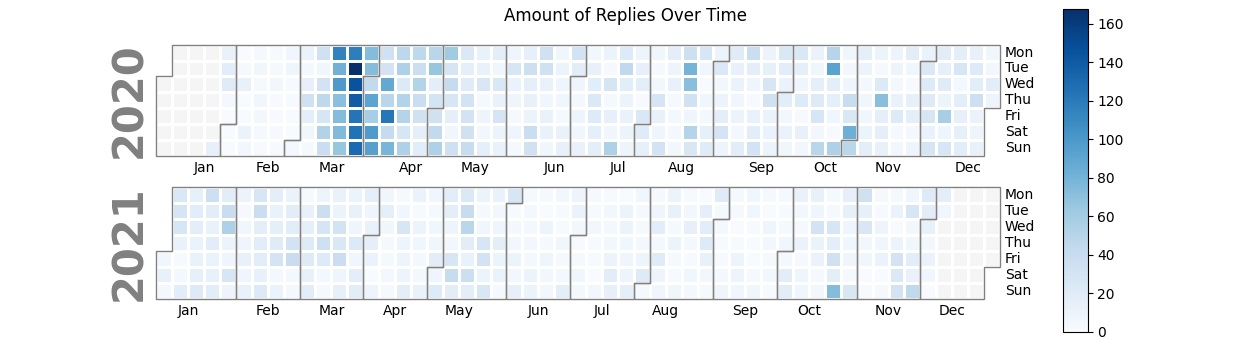 Amount of Replies Over Time
2020
Mon
Tue
Wed
Thu
Fri
Sat
Sun
Jan Feb Mar Apr May Jun Jul Aug Sep Oct Nov Dec
2021
Mon
Tue
Wed
Thu
Fri
Sat
Sun
Jan Feb Mar Apr May Jun Jul Aug Sep Oct Nov Dec
160
140
120
100
80
60
40
20
0